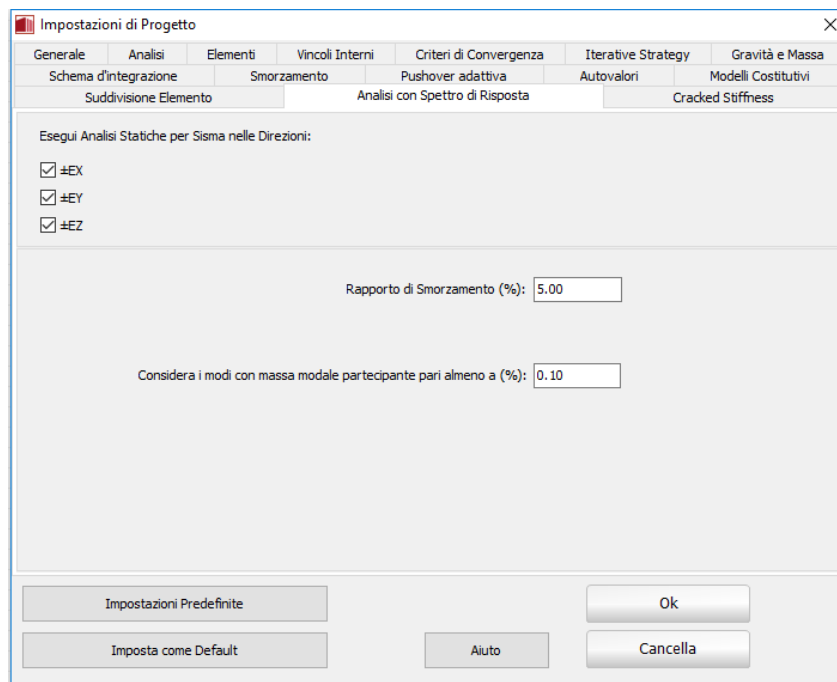 Impostazioni di Progetto
Generale Analisi Elementi Vincoli Interni Criteri di Convergenza Iterative Strategy Gravità e Massa
Schema d'integrazione Smorzamento Pushover adattiva Autovalori Modelli Costitutivi
Suddivisione Elemento Analisi con Spettro di Risposta Cracked Stiffness
Esegui Analisi Statiche per Sisma nelle Direzioni:
±EX
±EY
±EZ
Rapporto di Smorzamento (%): 5.00
Considera i modi con massa modale partecipante pari almeno a (%): 0.10
Impostazioni Predefinite Ok
Imposta come Default Aiuto Cancella